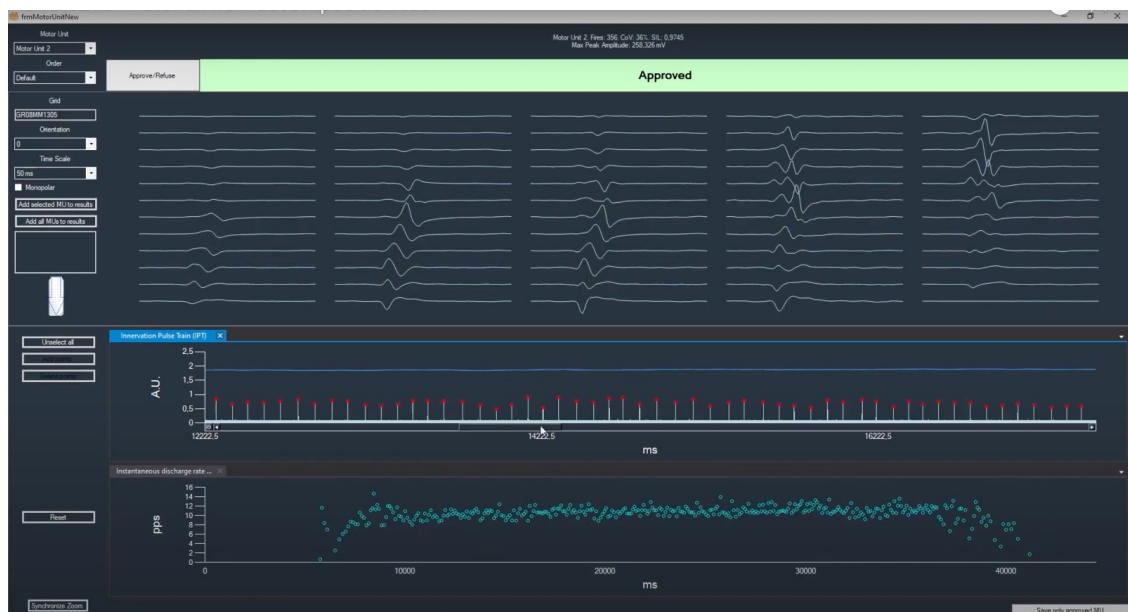 frmMotorUnitNew
Motor Unit
Motor Unit 2
Order
Default
Motor Unit 2. Fires: 356. CoV: 36%. SIL: 0,9745
Max Peak Amplitude: 258,326 mV
Approve/Refuse
Approved
Grid
GR08MM1305
Orientation
0
Time Scale
50 ms
Monopolar
Add selected MU to results
Add all MUs to results
Unselect all
Reset
Synchronize Zoom
Innervation Pulse Train (IPT)
A.U.
2,5
2
1,5
1
0,5
0
12222,5
14222,5
16222,5
ms
Instantaneous discharge rate ...
pps
16
14
12
10
8
6
4
2
0
0
10000
20000
30000
40000
ms
Save only approved MU